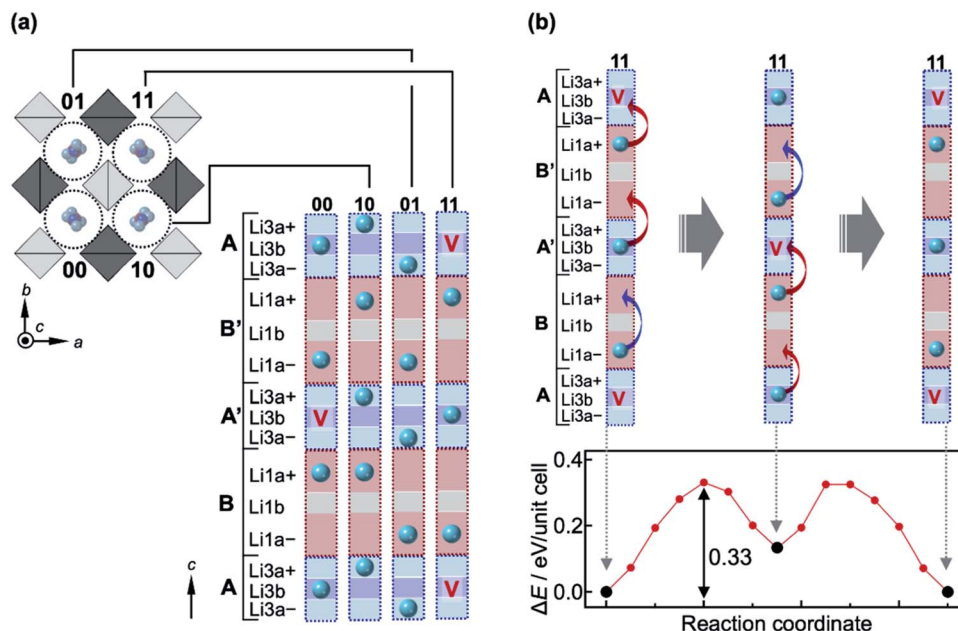 (a)
01 11
00 10
b
c
a
00 10 01 11
A
Li3a+
Li3b
Li3a−
V
B'
Li1a+
Li1b
Li1a−
A'
Li3a+
Li3b
Li3a−
V
B
Li1a+
Li1b
Li1a−
A
Li3a+
Li3b
Li3a−
V
c
(b)
11 11 11
A
Li3a+
Li3b
Li3a−
V V
B'
Li1a+
Li1b
Li1a−
A'
Li3a+
Li3b
Li3a−
V
B
Li1a+
Li1b
Li1a−
A
Li3a+
Li3b
Li3a−
V V
0.4
0.2
0.0
ΔE / eV/unit cell
0.33
Reaction coordinate